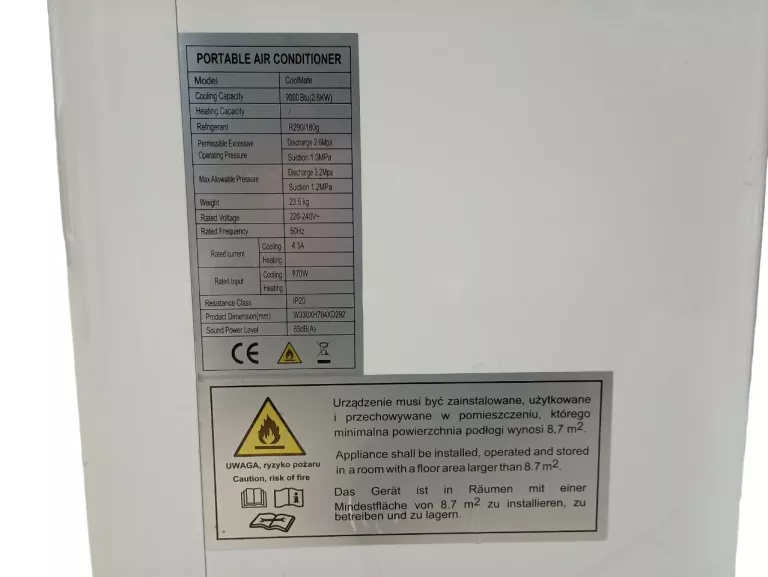 PORTABLE AIR CONDITIONER
Model CoolMate
Cooling Capacity 9000 Btu(2.6KW)
Heating Capacity /
Refrigerant R290/180g
Permissible Excessive Discharge 2.6Mpa
Operating Pressure Suction 1.0MPa
Max Allowable Pressure Discharge 3.2Mpa
Suction 1.2MPa
Weight 23.5 kg
Rated Voltage 220-240V~
Rated Frequency 50Hz
Rated current Cooling 4.3A
Heating
Rated Input Cooling 970W
Heating
Resistance Class IP20
Product Dimension(mm) W330XH704XD292
Sound Power Level 65dB(A)
CE
UWAGA, ryzyko pożaru
Caution, risk of fire
Urządzenie musi być zainstalowane, użytkowane
i przechowywane w pomieszczeniu, którego
minimalna powierzchnia podłogi wynosi 8,7 m².
Appliance shall be installed, operated and stored
in a room with a floor area larger than 8.7 m².
Das Gerät ist in Räumen mit einer
Mindestfläche von 8.7 m² zu installieren, zu
betreiben und zu lagern.